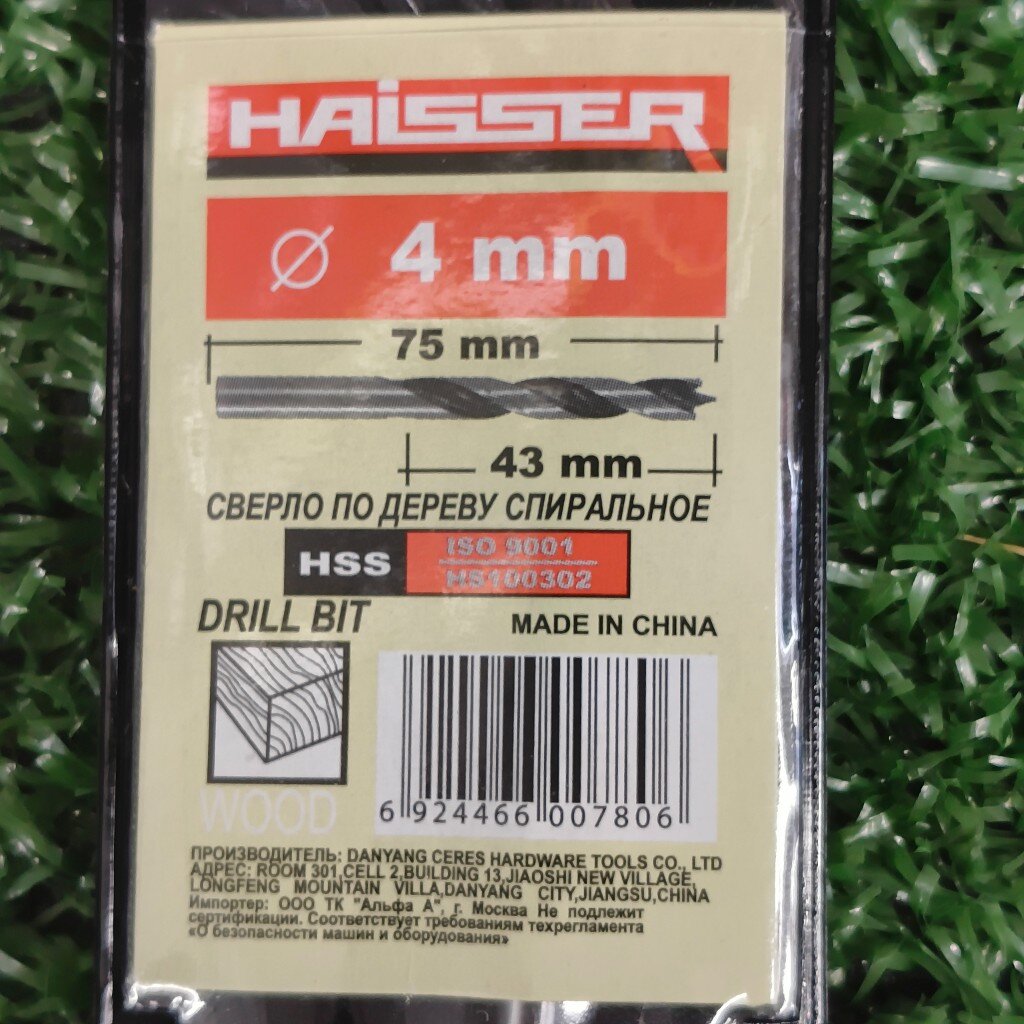 HAISSER
Ø 4 mm
75 mm
43 mm
СВЕРЛО ПО ДЕРЕВУ СПИРАЛЬНОЕ
HSS
ISO 9001
HS100302
DRILL BIT
MADE IN CHINA
WOOD
6 924466 007806
ПРОИЗВОДИТЕЛЬ: DANYANG CERES HARDWARE TOOLS CO., LTD
АДРЕС: ROOM 301,CELL 2,BUILDING 13,JIAOSHI NEW VILLAGE,
LONGFENG MOUNTAIN VILLA,DANYANG CITY,JIANGSU,CHINA
Импортер: ООО ТК "Альфа А", г. Москва Не подлежит
сертификации. Соответствует требованиям техрегламента
«О безопасности машин и оборудования»